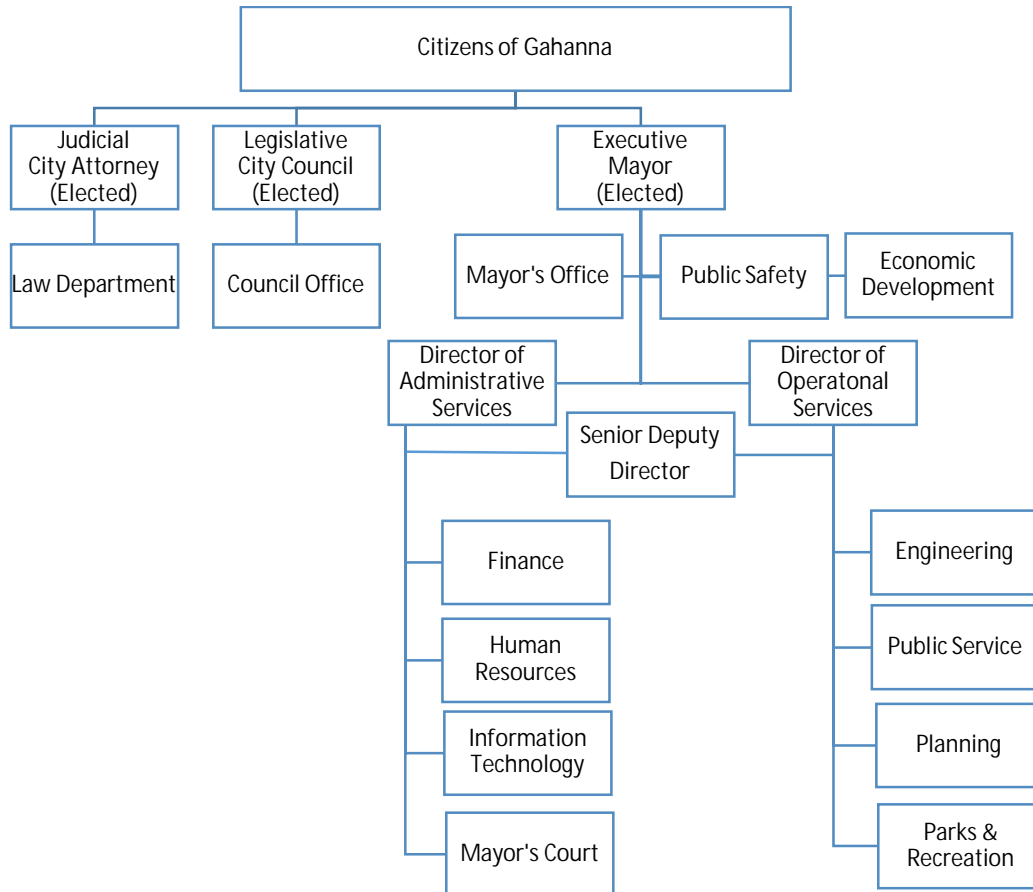 Citizens of Gahanna
Judicial
City Attorney
(Elected)
Legislative
City Council
(Elected)
Executive
Mayor
(Elected)
Law Department
Council Office
Mayor's Office
Public Safety
Economic
Development
Director of
Administrative
Services
Director of
Operatonal
Services
Senior Deputy
Director
Finance
Human
Resources
Information
Technology
Mayor's Court
Engineering
Public Service
Planning
Parks &
Recreation